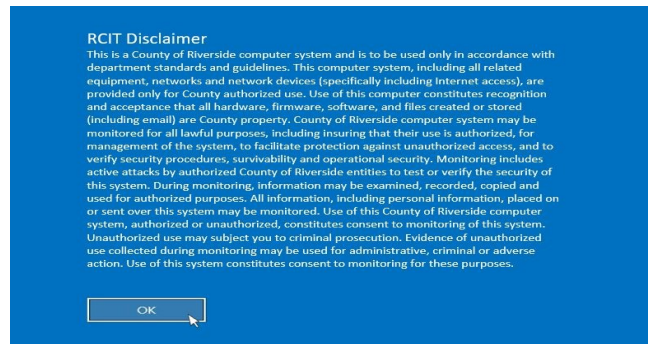 RCIT Disclaimer
This is a County of Riverside computer system and is to be used only in accordance with
department standards and guidelines. This computer system, including all related
equipment, networks and network devices (specifically including Internet access), are
provided only for County authorized use. Use of this computer constitutes recognition
and acceptance that all hardware, firmware, software, and files created or stored
(including email) are County property. County of Riverside computer system may be
monitored for all lawful purposes, including insuring that their use is authorized, for
management of the system, to facilitate protection against unauthorized access, and to
verify security procedures, survivability and operational security. Monitoring includes
active attacks by authorized County of Riverside entities to test or verify the security of
this system. During monitoring, information may be examined, recorded, copied and
used for authorized purposes. All information, including personal information, placed on
or sent over this system may be monitored. Use of this County of Riverside computer
system, authorized or unauthorized, constitutes consent to monitoring of this system.
Unauthorized use may subject you to criminal prosecution. Evidence of unauthorized
use collected during monitoring may be used for administrative, criminal or adverse
action. Use of this system constitutes consent to monitoring for these purposes.
OK